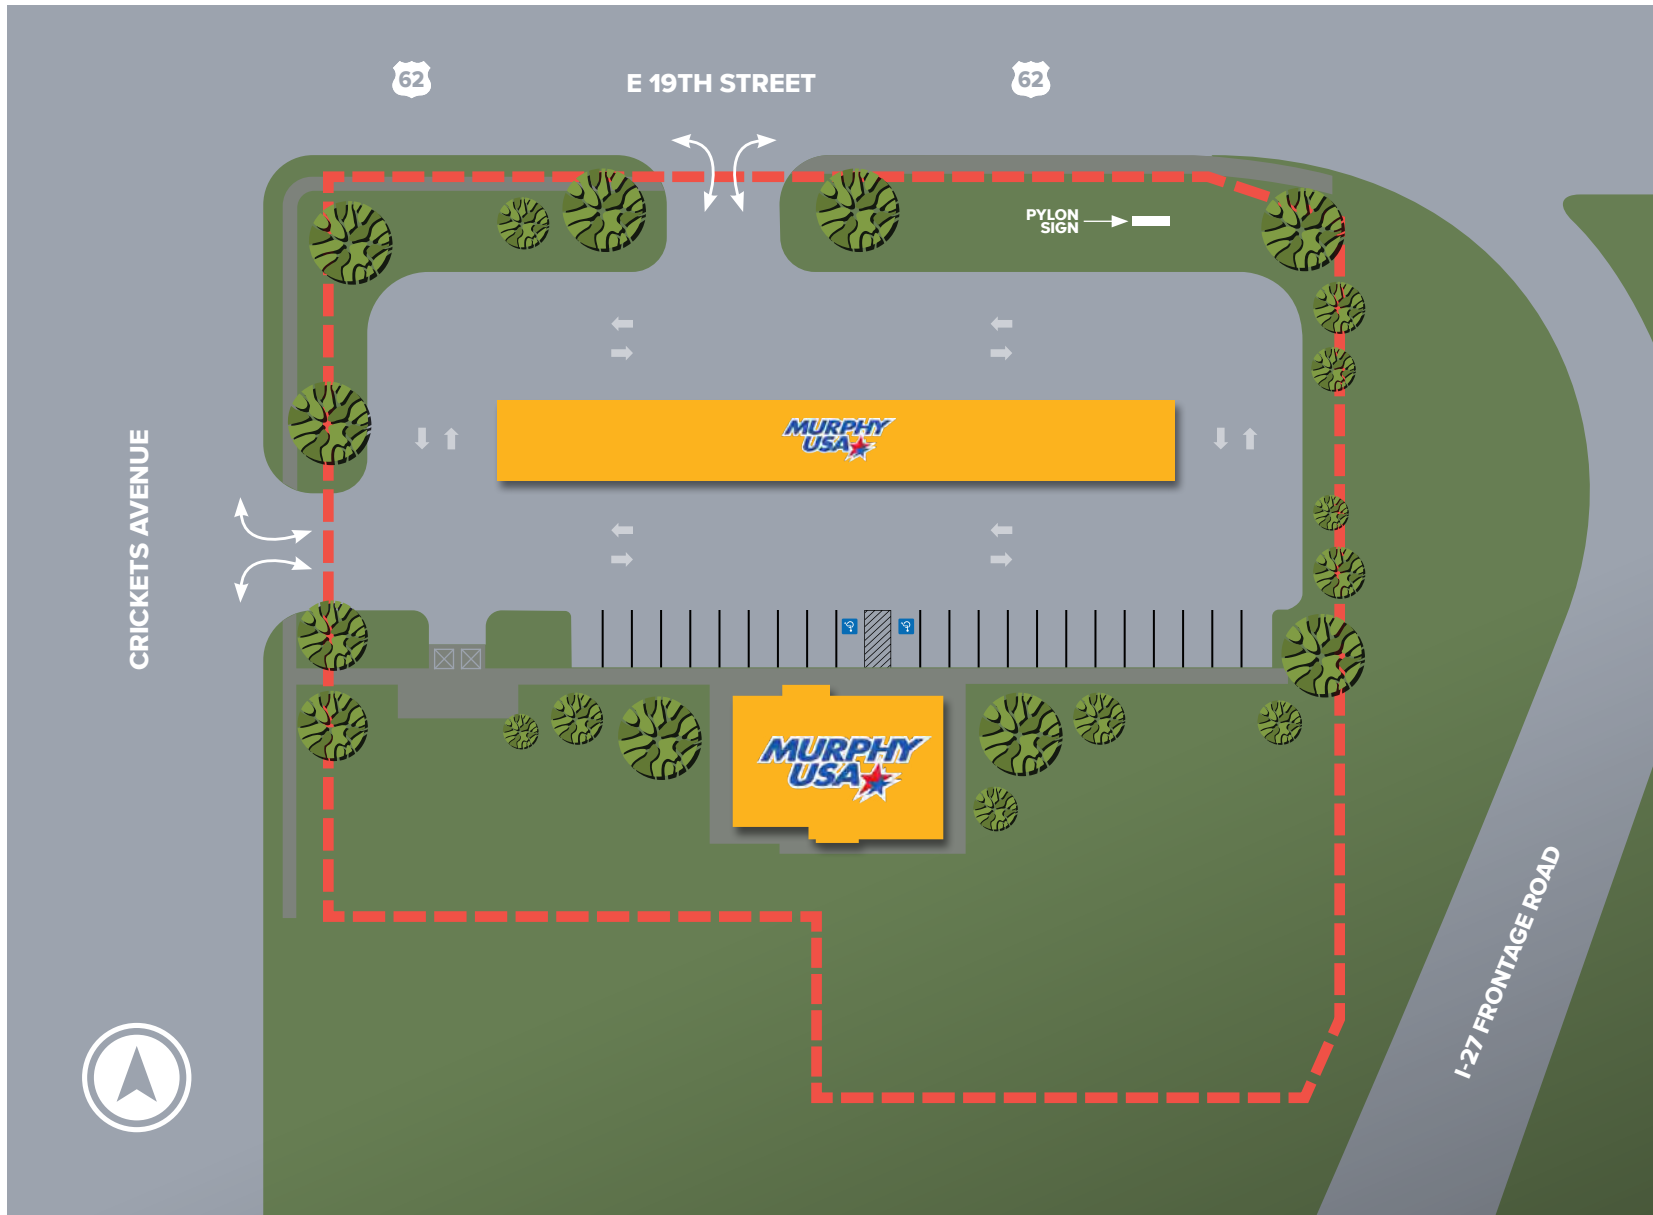 62
E 19TH STREET
62
PYLON
SIGN
MURPHY
USA
CRICKETS AVENUE
MURPHY
USA
I-27 FRONTAGE ROAD